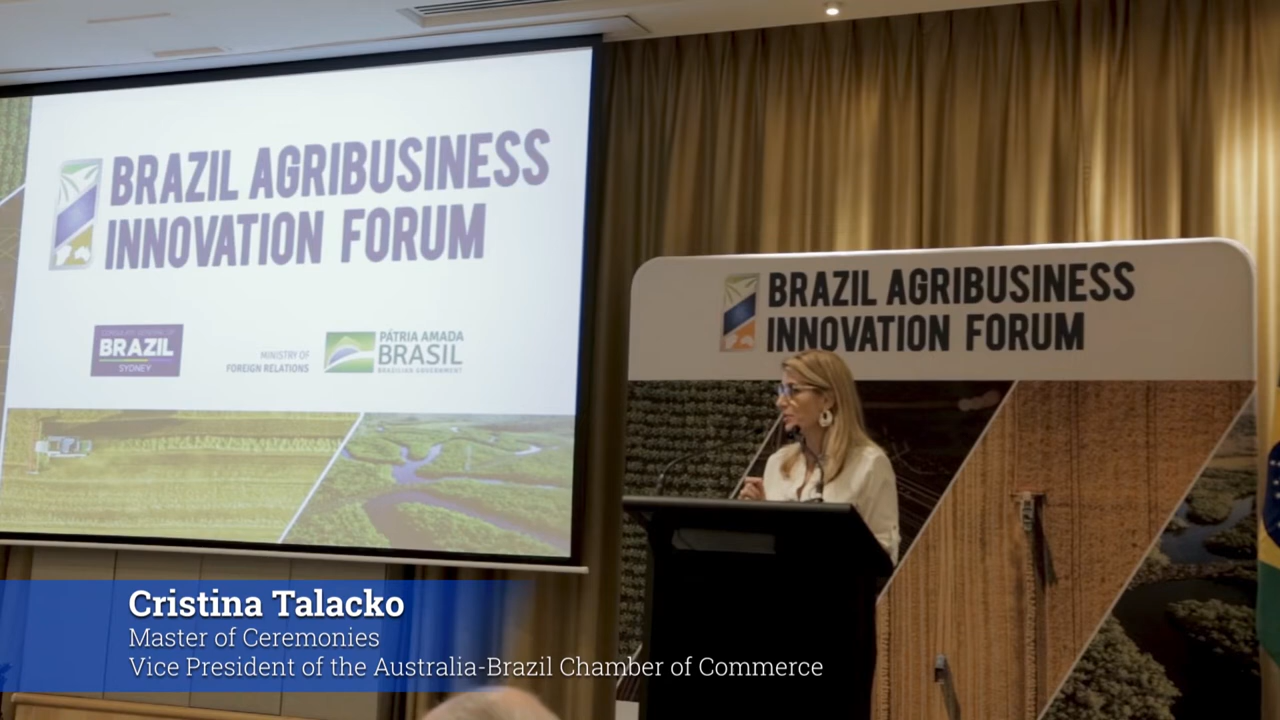 BRAZIL AGRIBUSINESS
INNOVATION FORUM
CONSULATE GENERAL OF
BRAZIL
SYDNEY
MINISTRY OF
FOREIGN RELATIONS
PÁTRIA AMADA
BRASIL
BRAZILIAN GOVERNMENT
BRAZIL AGRIBUSINESS
INNOVATION FORUM
Cristina Talacko
Master of Ceremonies
Vice President of the Australia-Brazil Chamber of Commerce